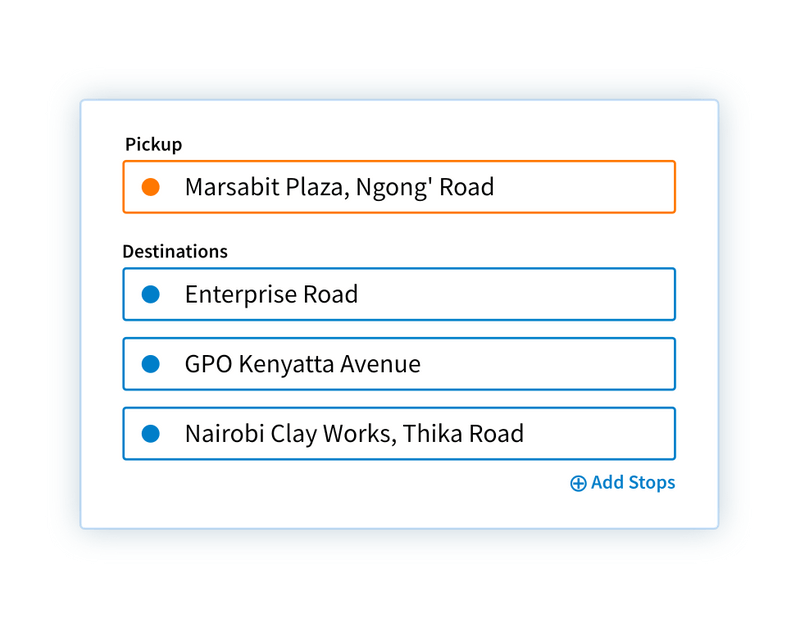 Pickup
Marsabit Plaza, Ngong' Road
Destinations
Enterprise Road
GPO Kenyatta Avenue
Nairobi Clay Works, Thika Road
Add Stops